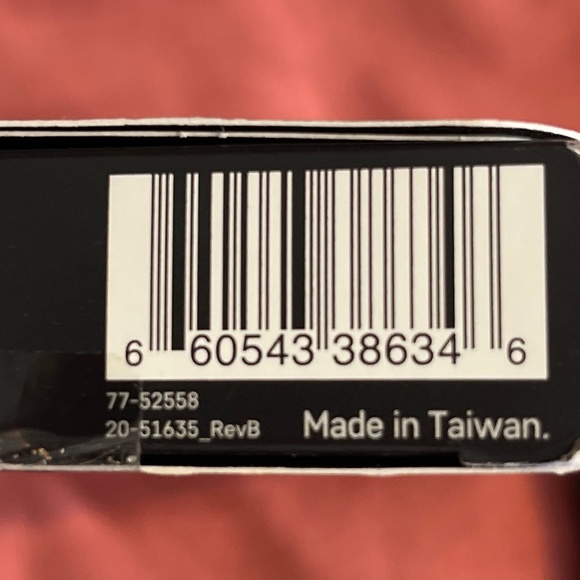 6 60543 38634 6
77-52558
20-51635_RevB
Made in Taiwan.